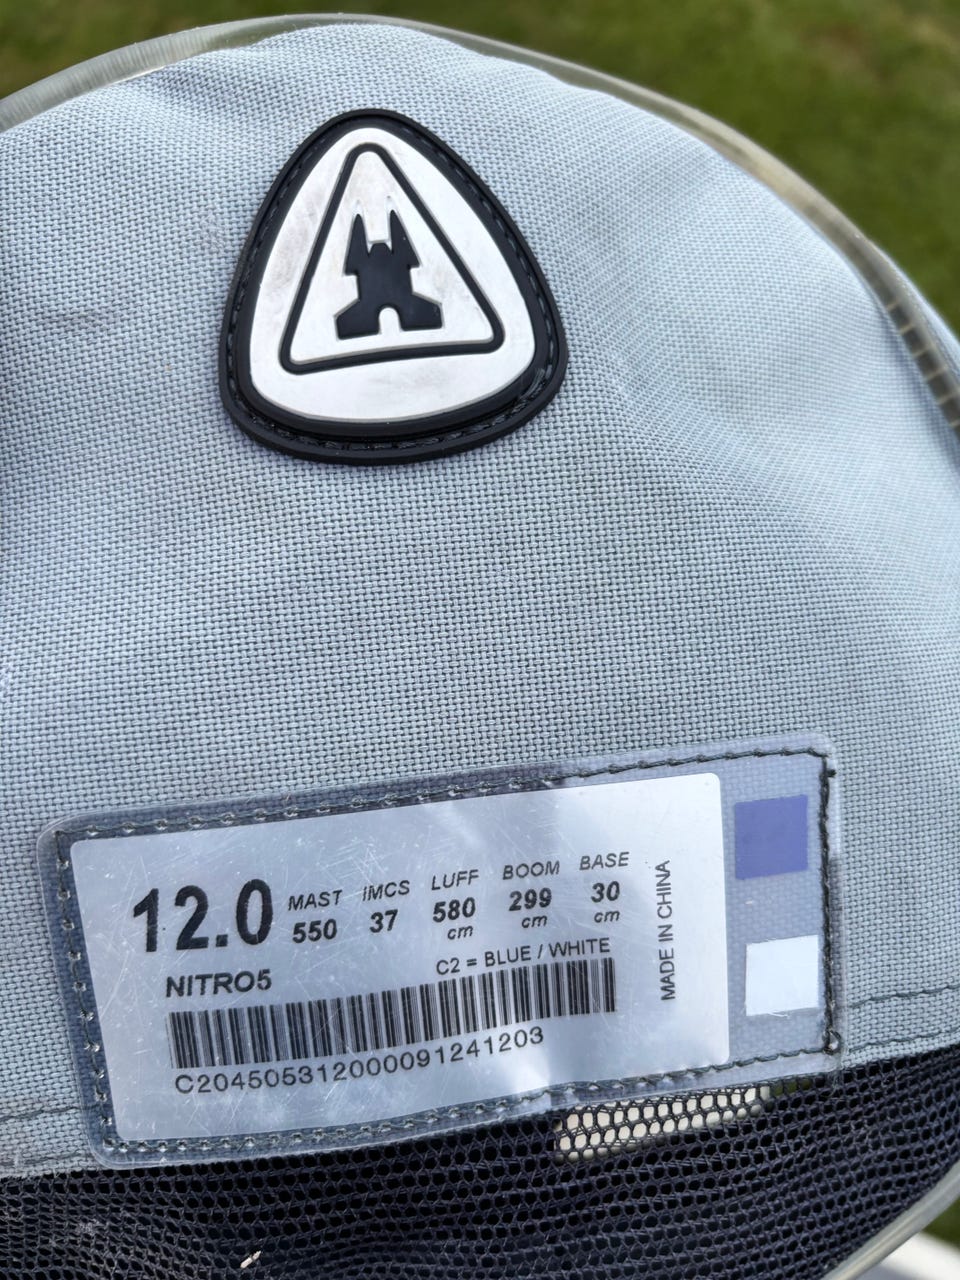 12.0 MAST IMCS LUFF BOOM BASE
550 37 580 299 30
cm cm cm
NITRO5 C2 = BLUE / WHITE
C204505312000091241203
MADE IN CHINA